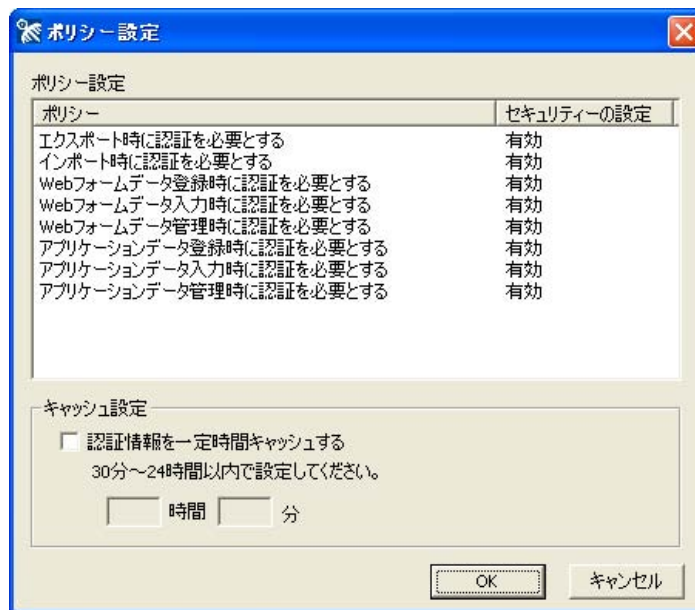 ポリシー設定
ポリシー設定
ポリシー セキュリティーの設定
エクスポート時に認証を必要とする 有効
インポート時に認証を必要とする 有効
Webフォームデータ登録時に認証を必要とする 有効
Webフォームデータ入力時に認証を必要とする 有効
Webフォームデータ管理時に認証を必要とする 有効
アプリケーションデータ登録時に認証を必要とする 有効
アプリケーションデータ入力時に認証を必要とする 有効
アプリケーションデータ管理時に認証を必要とする 有効
キャッシュ設定
認証情報を一定時間キャッシュする
30分～24時間以内で設定してください。
時間 分
OK キャンセル